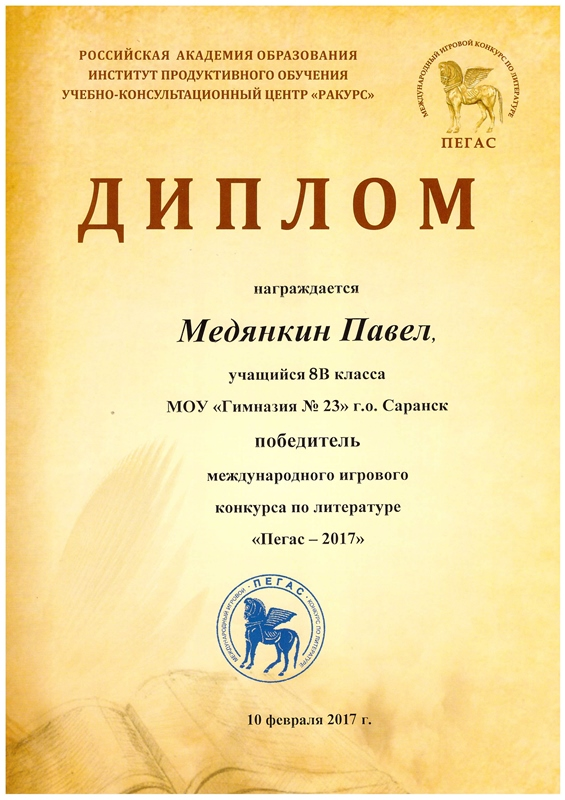 РОССИЙСКАЯ АКАДЕМИЯ ОБРАЗОВАНИЯ
ИНСТИТУТ ПРОДУКТИВНОГО ОБУЧЕНИЯ
УЧЕБНО-КОНСУЛЬТАЦИОННЫЙ ЦЕНТР «РАКУРС»
МЕЖДУНАРОДНЫЙ ИГРОВОЙ КОНКУРС ПО ЛИТЕРАТУРЕ
ПЕГАС
ДИПЛОМ
награждается
Медянкин Павел,
учащийся 8В класса
МОУ «Гимназия № 23» г.о. Саранск
победитель
международного игрового
конкурса по литературе
«Пегас – 2017»
· ПЕГАС ·
МЕЖДУНАРОДНЫЙ ИГРОВОЙ КОНКУРС ПО ЛИТЕРАТУРЕ
10 февраля 2017 г.